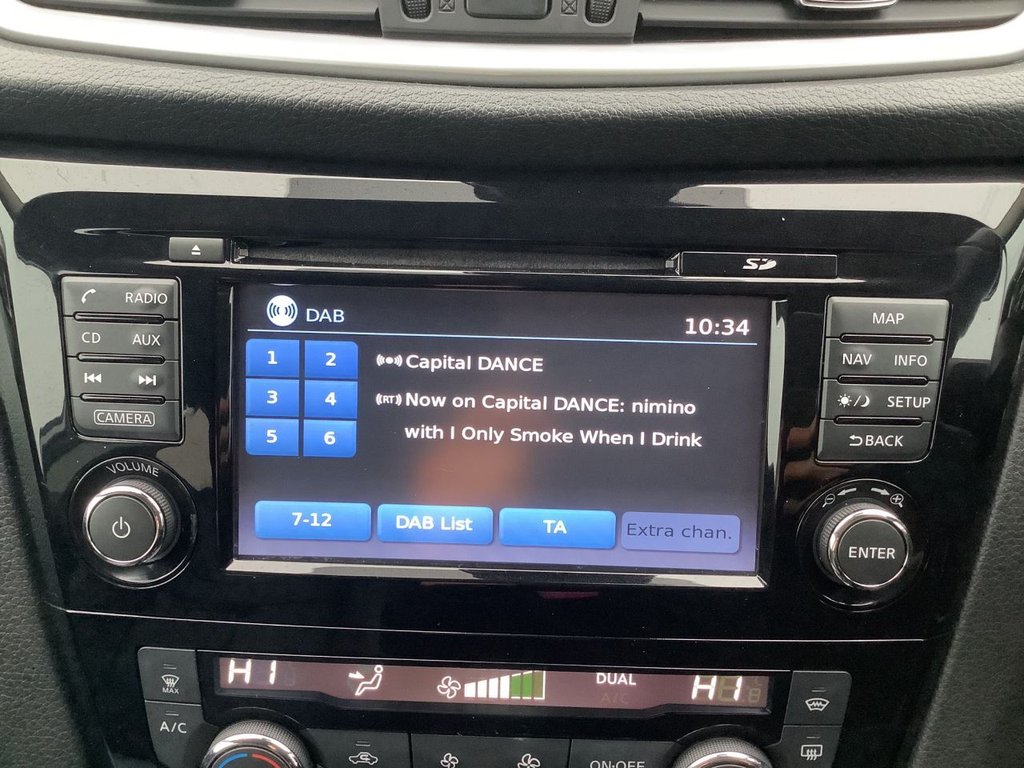 SD
RADIO
CD AUX
CAMERA
VOLUME
DAB
10:34
1 2
3 4
5 6
Capital DANCE
(RT) Now on Capital DANCE: nimino
with I Only Smoke When I Drink
7-12 DAB List TA Extra chan.
MAP
NAV INFO
SETUP
BACK
ENTER
MAX
A/C
HI
DUAL
A/C
HI
ON·OFF